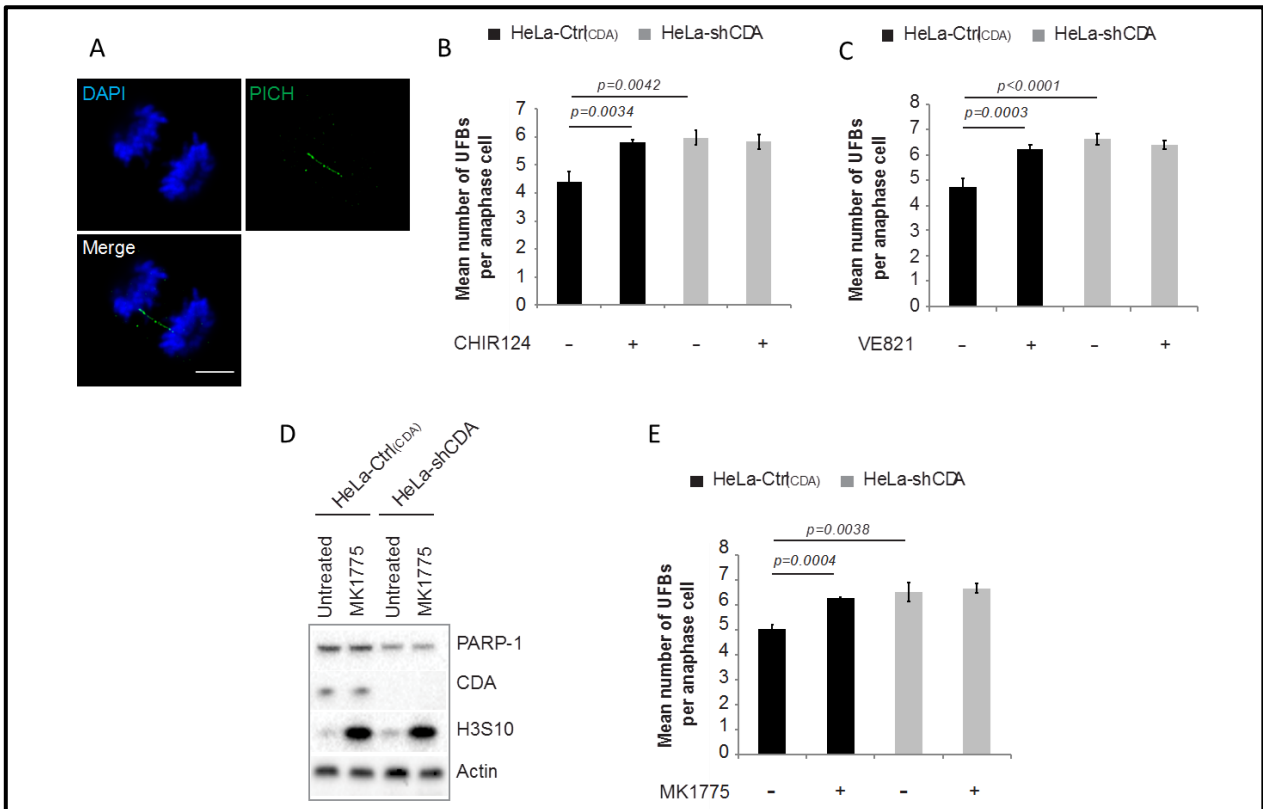 A
DAPI
PICH
Merge
B
HeLa-Ctrl(CDA) HeLa-shCDA
p=0.0042
p=0.0034
Mean number of UFBs
per anaphase cell
7
6
5
4
3
2
1
0
CHIR124 – + – +
C
HeLa-Ctrl(CDA) HeLa-shCDA
p<0.0001
p=0.0003
Mean number of UFBs
per anaphase cell
8
7
6
5
4
3
2
1
0
VE821 – + – +
D
HeLa-Ctrl(CDA)
HeLa-shCDA
Untreated
MK1775
Untreated
MK1775
PARP-1
CDA
H3S10
Actin
E
HeLa-Ctrl(CDA) HeLa-shCDA
p=0.0038
p=0.0004
Mean number of UFBs
per anaphase cell
8
7
6
5
4
3
2
1
0
MK1775 - + - +